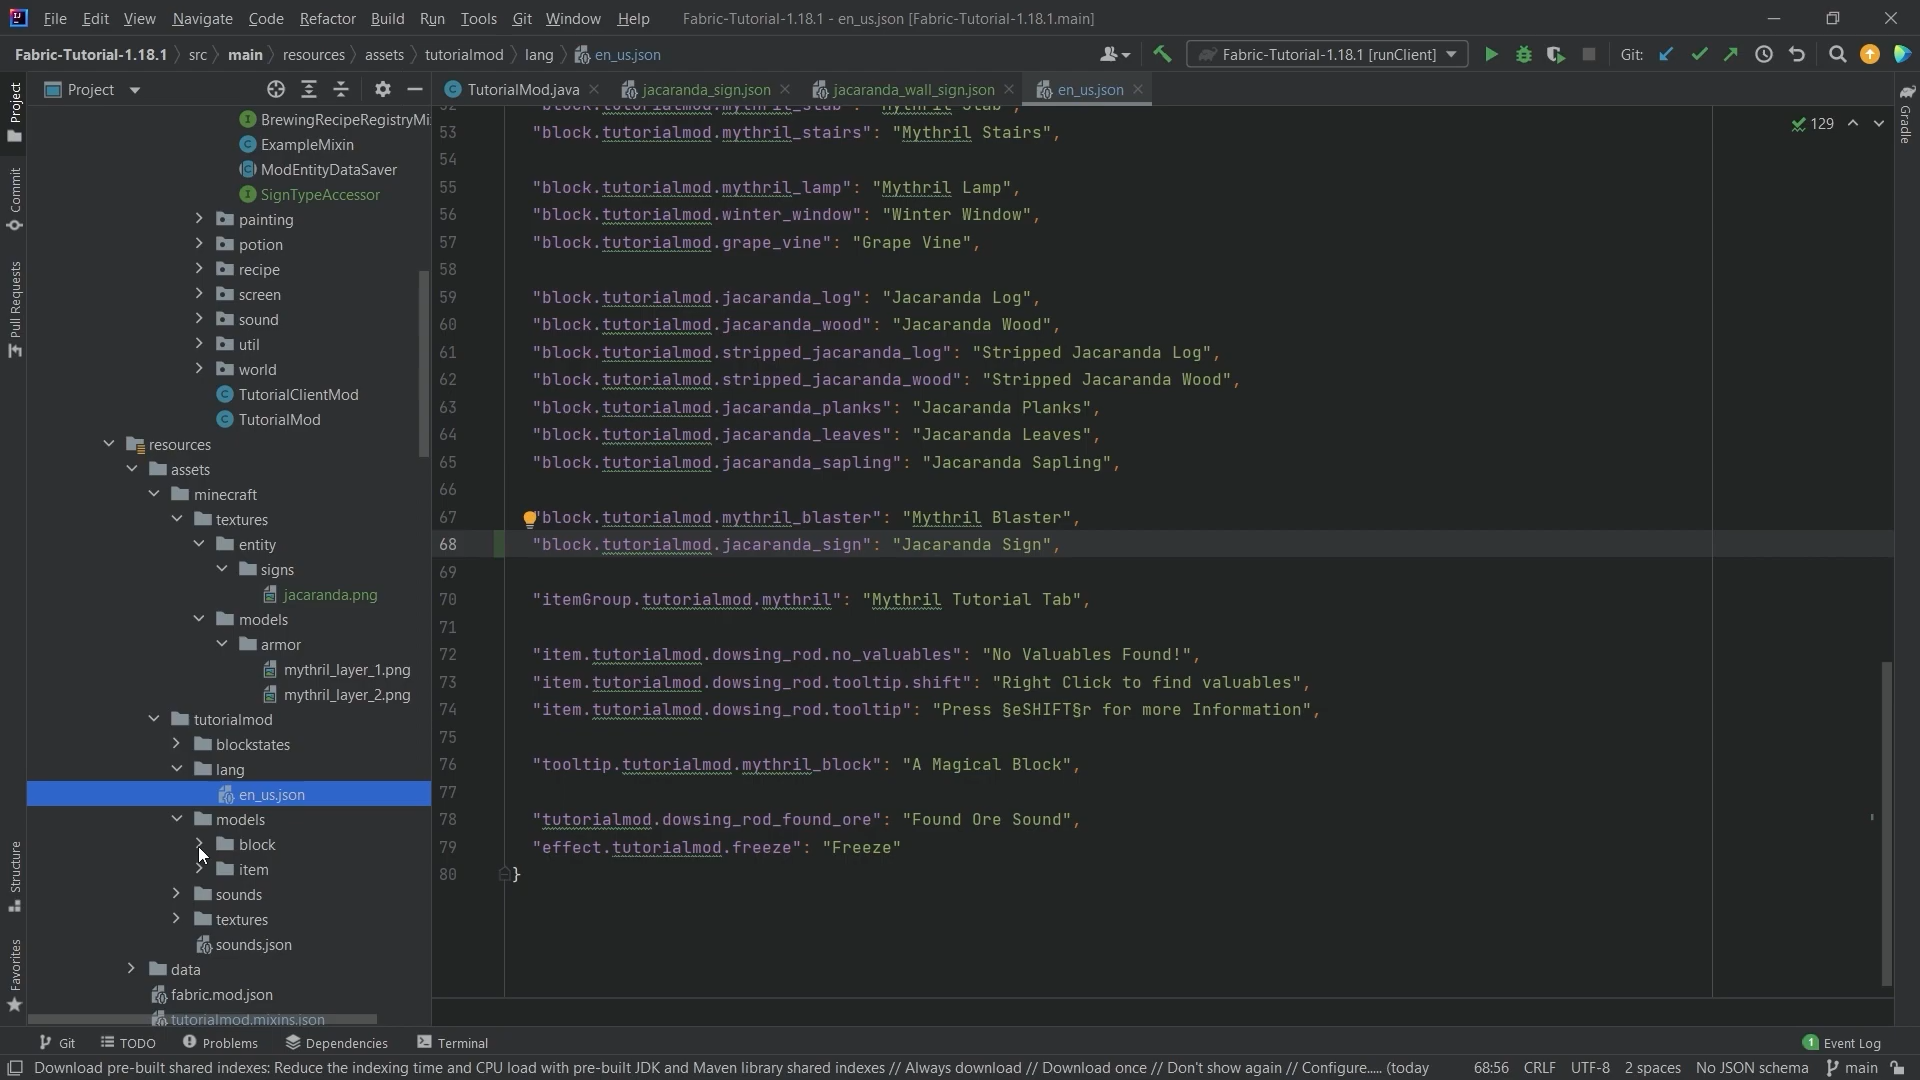 File Edit View Navigate Code Refactor Build Run Tools Git Window Help Fabric-Tutorial-1.18.1 - en_us.json [Fabric-Tutorial-1.18.1.main]
Fabric-Tutorial-1.18.1 src main resources assets tutorialmod lang en_us.json Fabric-Tutorial-1.18.1 [runClient] Git:
Project TutorialMod.java jacaranda_sign.json jacaranda_wall_sign.json en_us.json
Project
Commit
Pull Requests
Structure
Favorites
Gradle
BrewingRecipeRegistryMi
ExampleMixin
ModEntityDataSaver
SignTypeAccessor
painting
potion
recipe
screen
sound
util
world
TutorialClientMod
TutorialMod
resources
assets
minecraft
textures
entity
signs
jacaranda.png
models
armor
mythril_layer_1.png
mythril_layer_2.png
tutorialmod
blockstates
lang
en_us.json
models
block
item
sounds
textures
sounds.json
data
fabric.mod.json
tutorialmod.mixins.json
129
52 "block.tutorialmod.mythril_slab": "Mythril Slab",
53 "block.tutorialmod.mythril_stairs": "Mythril Stairs",
54
55 "block.tutorialmod.mythril_lamp": "Mythril Lamp",
56 "block.tutorialmod.winter_window": "Winter Window",
57 "block.tutorialmod.grape_vine": "Grape Vine",
58
59 "block.tutorialmod.jacaranda_log": "Jacaranda Log",
60 "block.tutorialmod.jacaranda_wood": "Jacaranda Wood",
61 "block.tutorialmod.stripped_jacaranda_log": "Stripped Jacaranda Log",
62 "block.tutorialmod.stripped_jacaranda_wood": "Stripped Jacaranda Wood",
63 "block.tutorialmod.jacaranda_planks": "Jacaranda Planks",
64 "block.tutorialmod.jacaranda_leaves": "Jacaranda Leaves",
65 "block.tutorialmod.jacaranda_sapling": "Jacaranda Sapling",
66
67 "block.tutorialmod.mythril_blaster": "Mythril Blaster",
68 "block.tutorialmod.jacaranda_sign": "Jacaranda Sign",
69
70 "itemGroup.tutorialmod.mythril": "Mythril Tutorial Tab",
71
72 "item.tutorialmod.dowsing_rod.no_valuables": "No Valuables Found!",
73 "item.tutorialmod.dowsing_rod.tooltip.shift": "Right Click to find valuables",
74 "item.tutorialmod.dowsing_rod.tooltip": "Press §eSHIFT§r for more Information",
75
76 "tooltip.tutorialmod.mythril_block": "A Magical Block",
77
78 "tutorialmod.dowsing_rod_found_ore": "Found Ore Sound",
79 "effect.tutorialmod.freeze": "Freeze"
80 }
Git TODO Problems Dependencies Terminal 1 Event Log
Download pre-built shared indexes: Reduce the indexing time and CPU load with pre-built JDK and Maven library shared indexes // Always download // Download once // Don't show again // Configure..... (today 68:56 CRLF UTF-8 2 spaces No JSON schema main